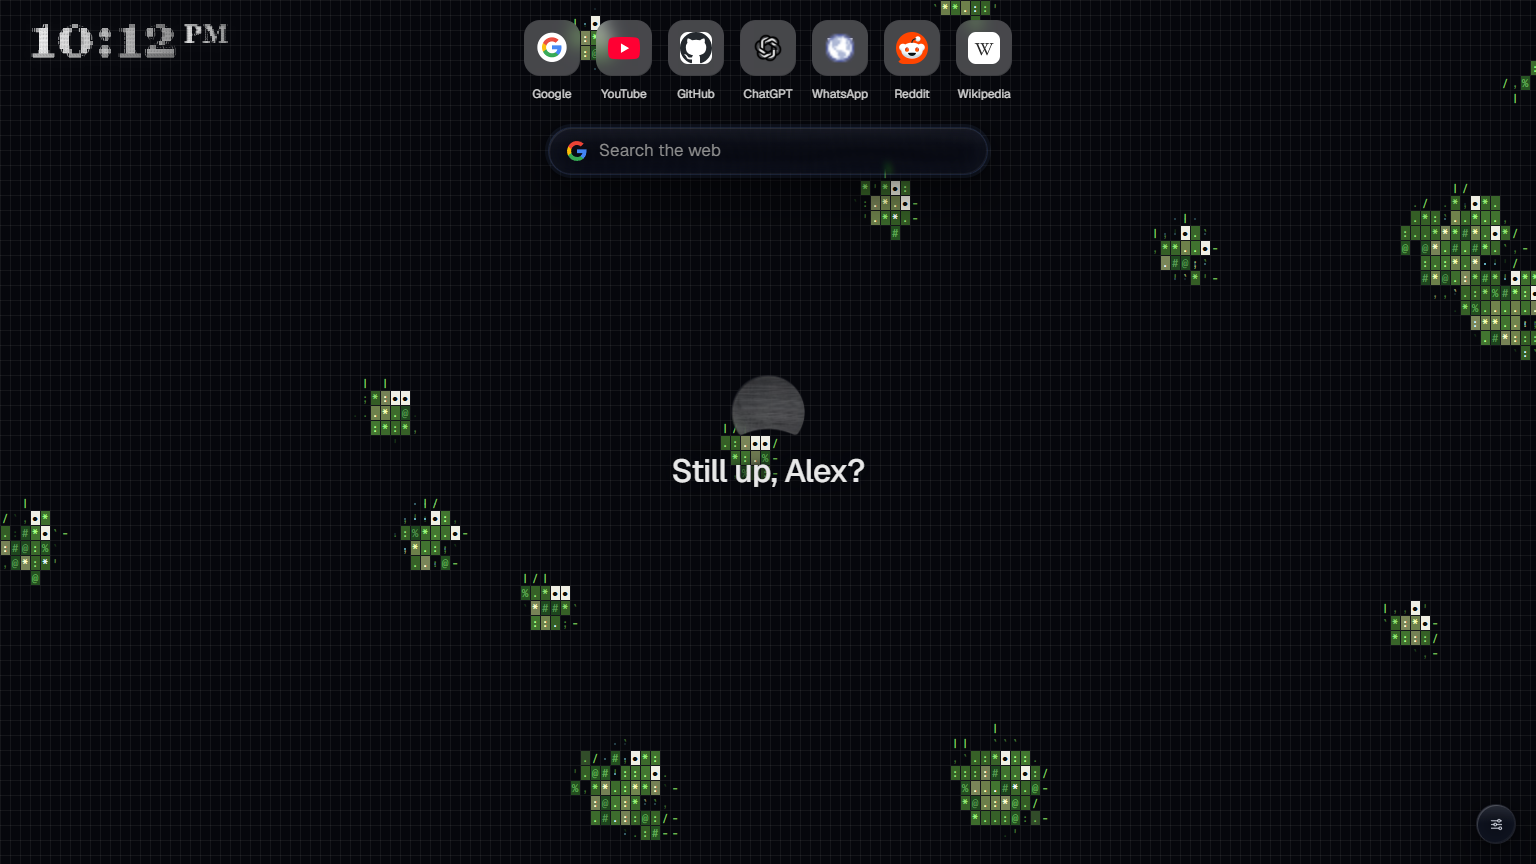 10:12 PM
Google
YouTube
GitHub
ChatGPT
WhatsApp
Reddit
W
Wikipedia
Search the web
Still up, Alex?